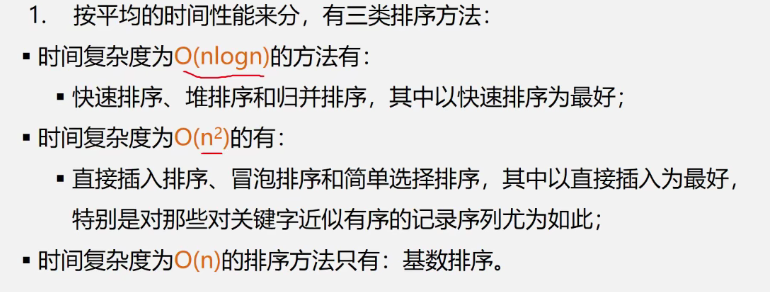 1. 按平均的时间性能来分，有三类排序方法：
▪ 时间复杂度为O(nlogn)的方法有：
▪ 快速排序、堆排序和归并排序，其中以快速排序为最好；
▪ 时间复杂度为O(n²)的有：
▪ 直接插入排序、冒泡排序和简单选择排序，其中以直接插入为最好，
特别是对那些对关键字近似有序的记录序列尤为如此；
▪ 时间复杂度为O(n)的排序方法只有：基数排序。